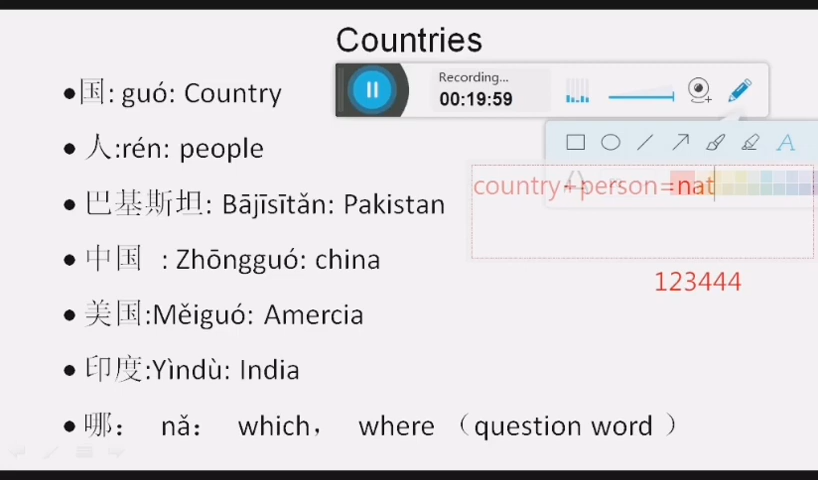 Countries
•国: guó: Country
Recording...
00:19:59
•人:rén: people
A
country+person=nat
•巴基斯坦: Bājīsītǎn: Pakistan
•中国 : Zhōngguó: china
123444
•美国:Měiguó: Amercia
•印度:Yìndù: India
•哪： nǎ： which， where （question word ）